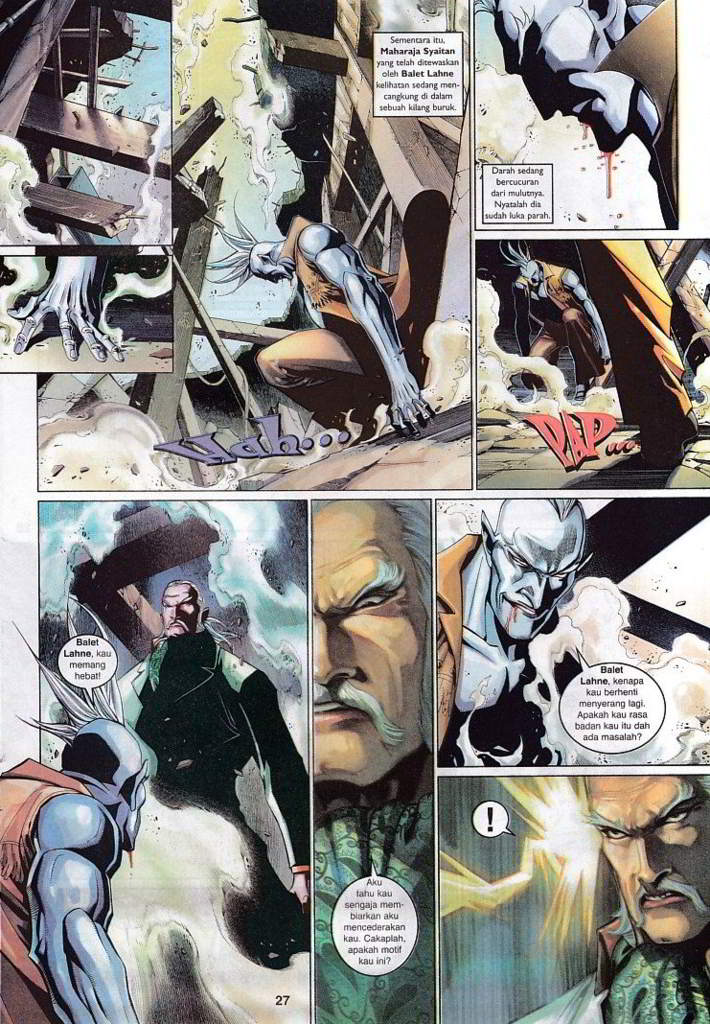 Sementara itu,
Maharaja Syaitan
yang telah ditewaskan
oleh Balet Lahne
kelihatan sedang men-
cangkung di dalam
sebuah kilang buruk.
Darah sedang
bercucuran
dari mulutnya.
Nyatalah dia
sudah luka parah.
Hah...
PAP...
Balet
Lahne, kau
memang
hebat!
Aku
tahu kau
sengaja mem-
biarkan aku
mencederakan
kau. Cakaplah,
apakah motif
kau ini?
Balet
Lahne, kenapa
kau berhenti
menyerang lagi.
Apakah kau rasa
badan kau itu dah
ada masalah?
!
27